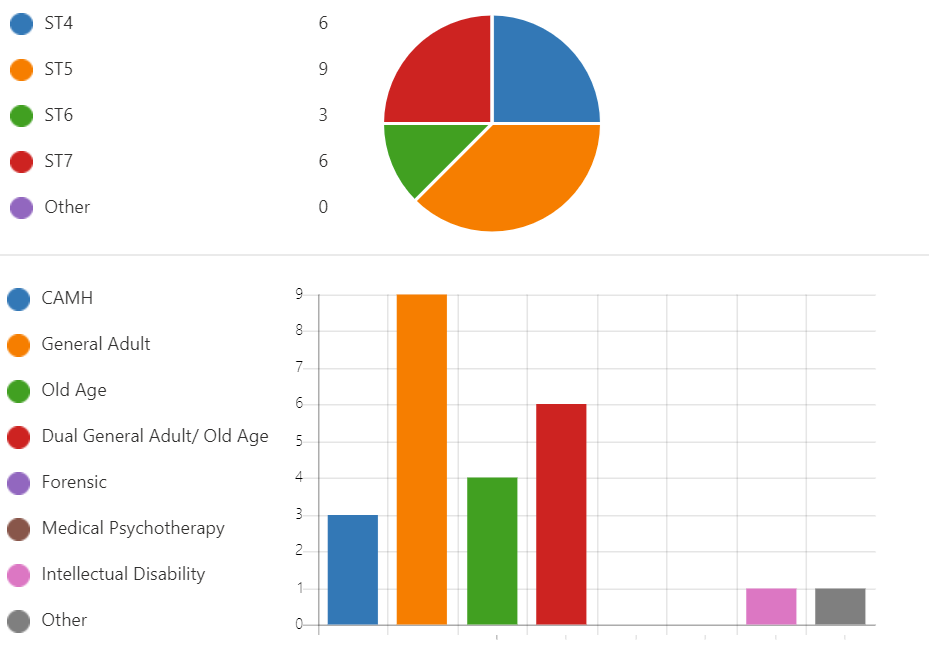 ST4 6
ST5 9
ST6 3
ST7 6
Other 0
CAMH
General Adult
Old Age
Dual General Adult/ Old Age
Forensic
Medical Psychotherapy
Intellectual Disability
Other
9
8
7
6
5
4
3
2
1
0